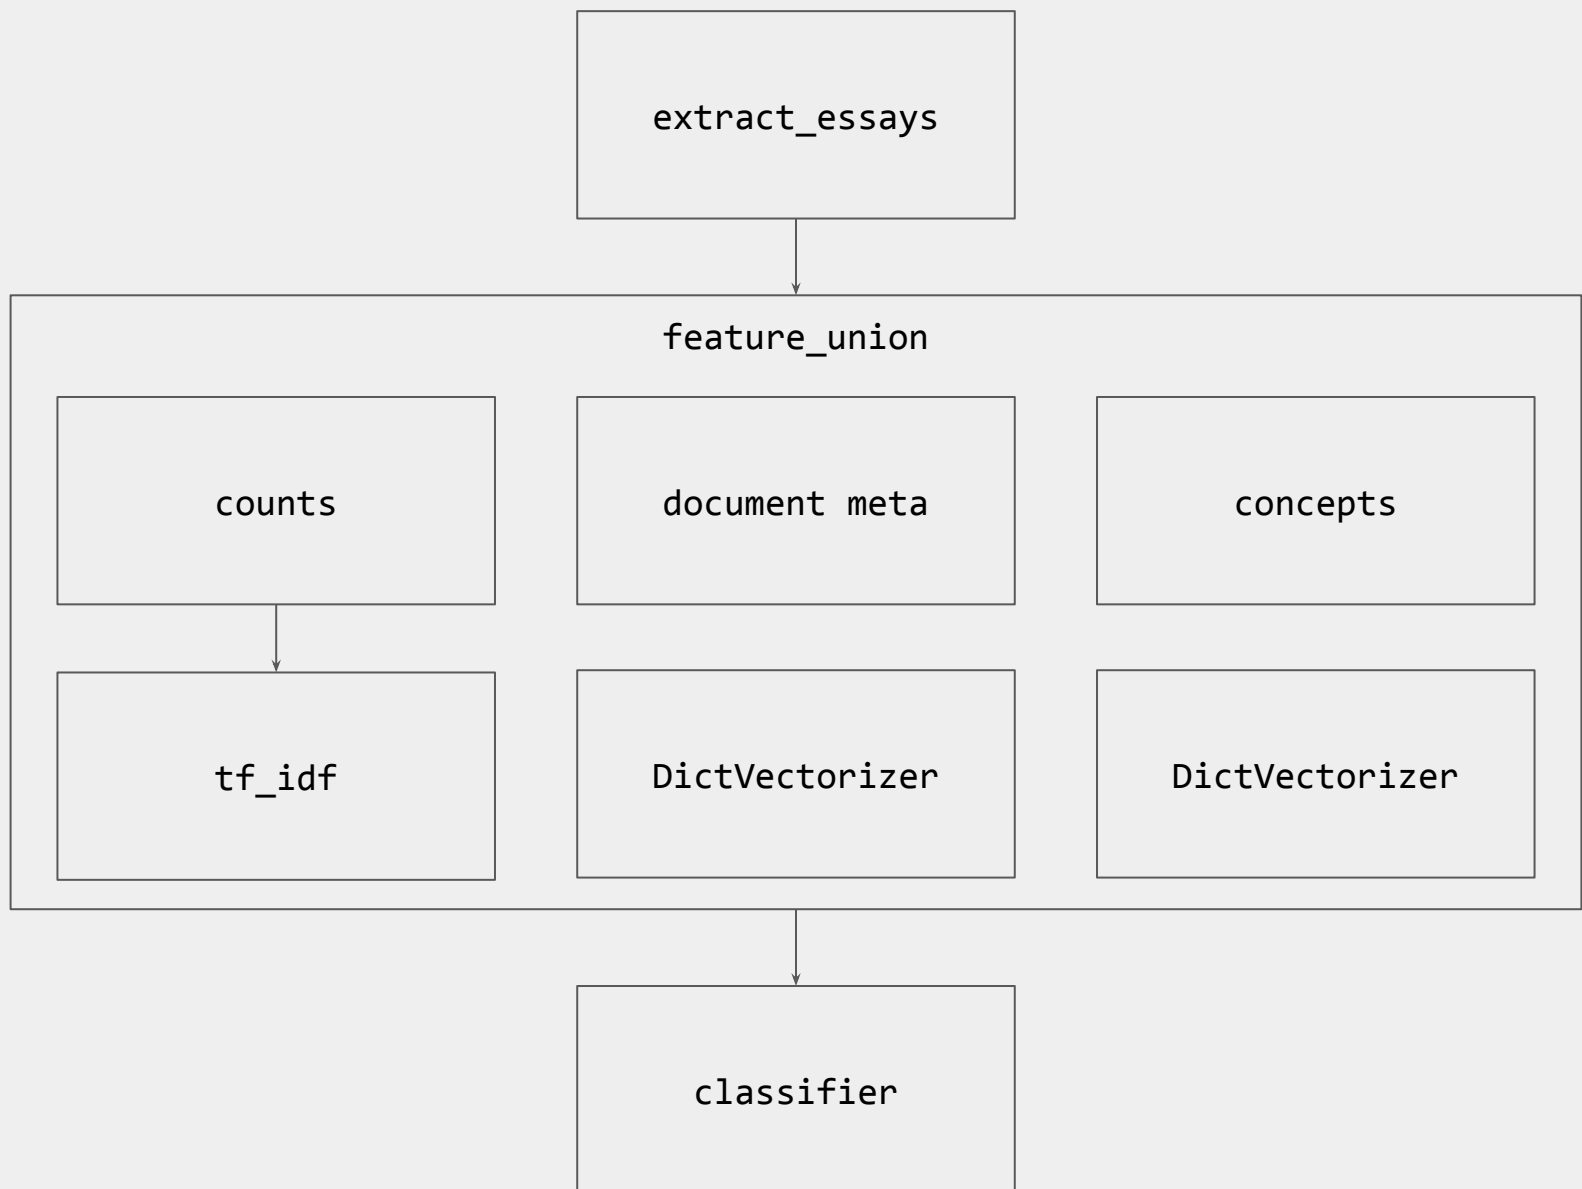 extract_essays
feature_union
counts
document meta
concepts
tf_idf
DictVectorizer
DictVectorizer
classifier